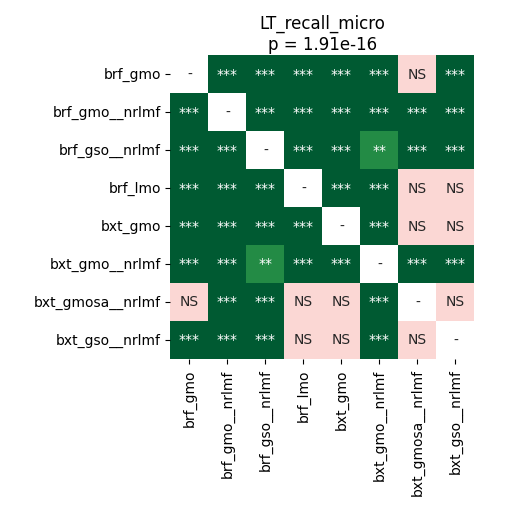 LT_recall_micro
p = 1.91e-16
brf_gmo - *** *** *** *** *** NS ***
brf_gmo__nrlmf *** - *** *** *** *** *** ***
brf_gso__nrlmf *** *** - *** *** ** *** ***
brf_lmo *** *** *** - *** *** NS NS
bxt_gmo *** *** *** *** - *** NS NS
bxt_gmo__nrlmf *** *** ** *** *** - *** ***
bxt_gmosa__nrlmf NS *** *** NS NS *** - NS
bxt_gso__nrlmf *** *** *** NS NS *** NS -
brf_gmo
brf_gmo__nrlmf
brf_gso__nrlmf
brf_lmo
bxt_gmo
bxt_gmo__nrlmf
bxt_gmosa__nrlmf
bxt_gso__nrlmf